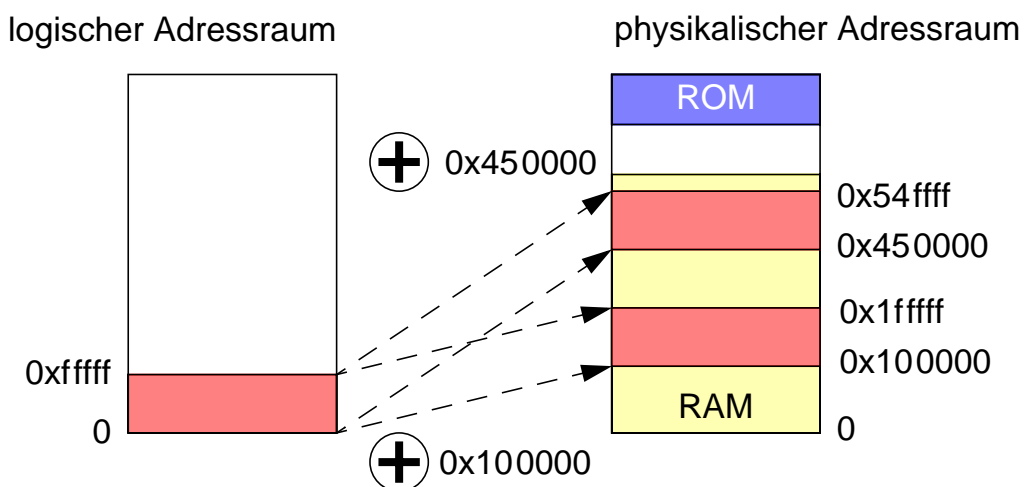 logischer Adressraum
physikalischer Adressraum
ROM
0x450000
0x54ffff
0x450000
0x1fffff
0xfffff
0x100000
RAM
0
0
0x100000